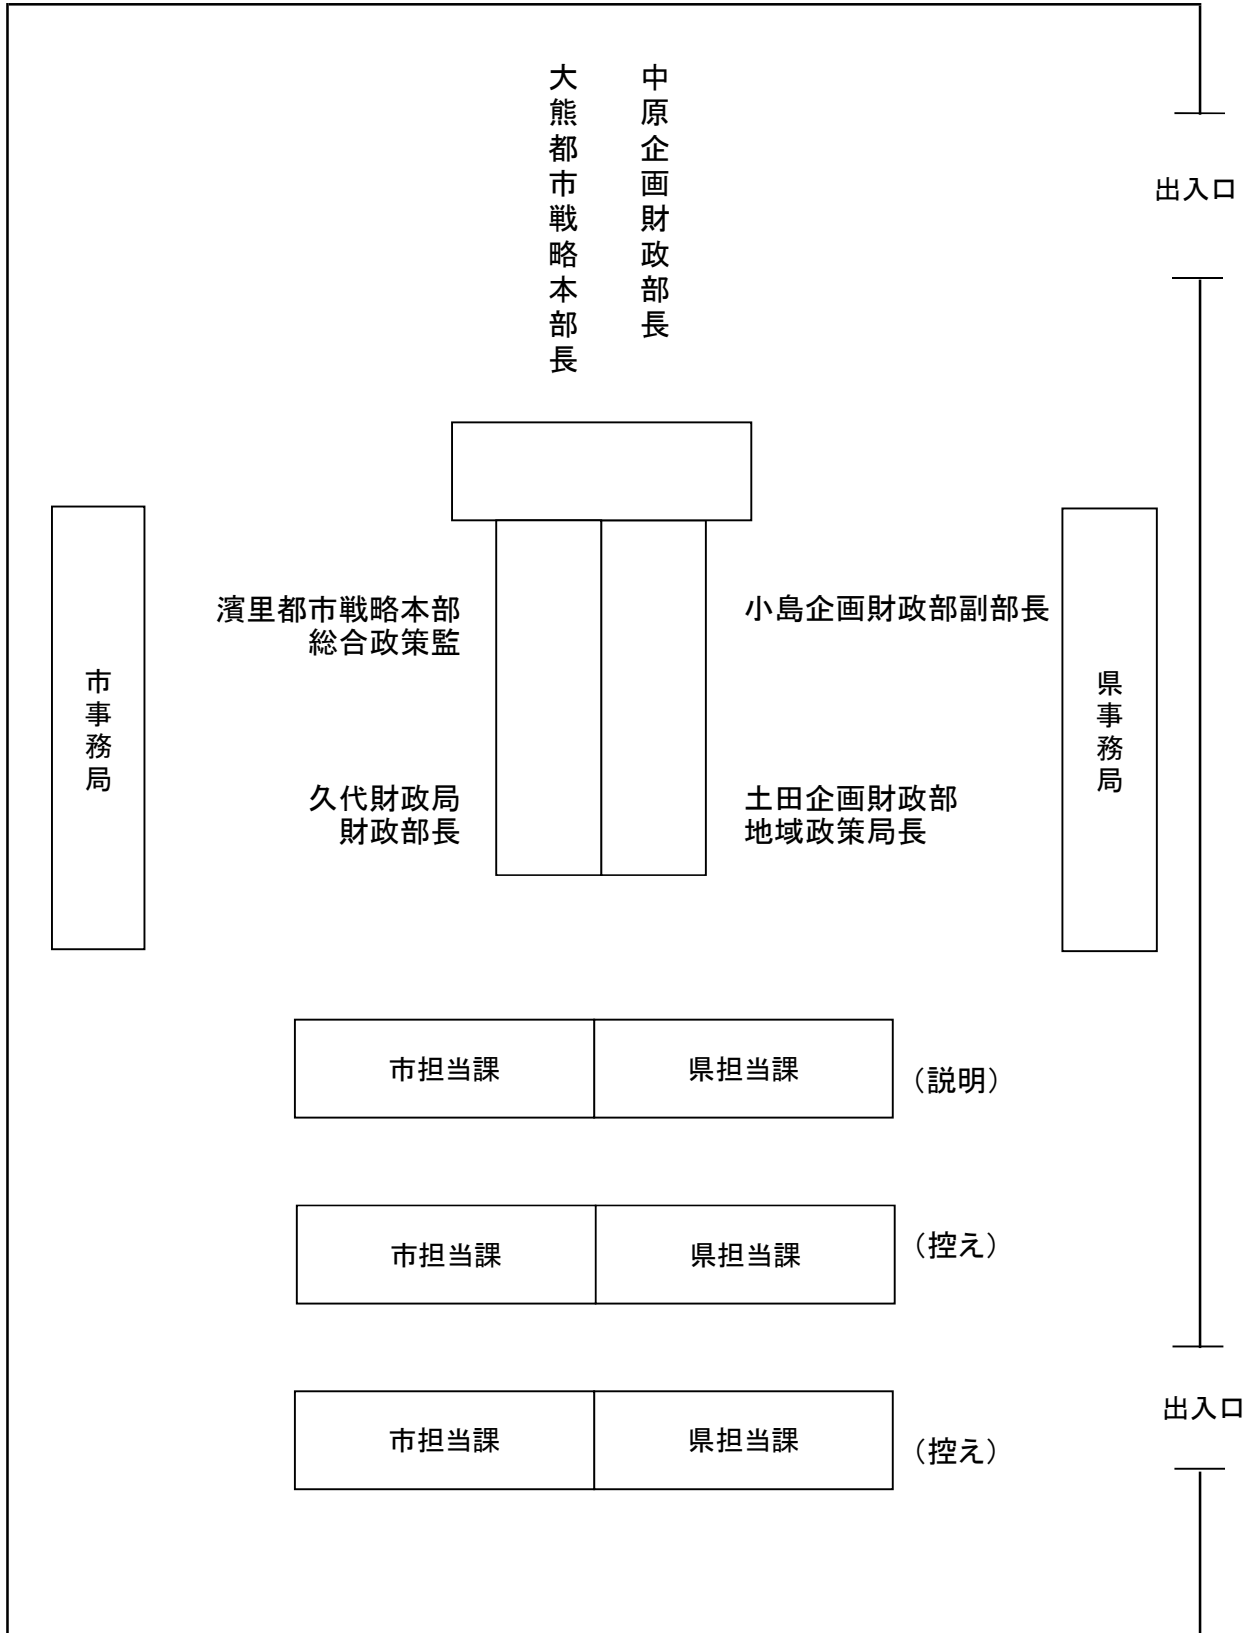 中原企画財政部長
大熊都市戦略本部長
出入口
濱里都市戦略本部
総合政策監
小島企画財政部副部長
市事務局
県事務局
久代財政局
財政部長
土田企画財政部
地域政策局長
市担当課
県担当課
（説明）
市担当課
県担当課
（控え）
出入口
市担当課
県担当課
（控え）